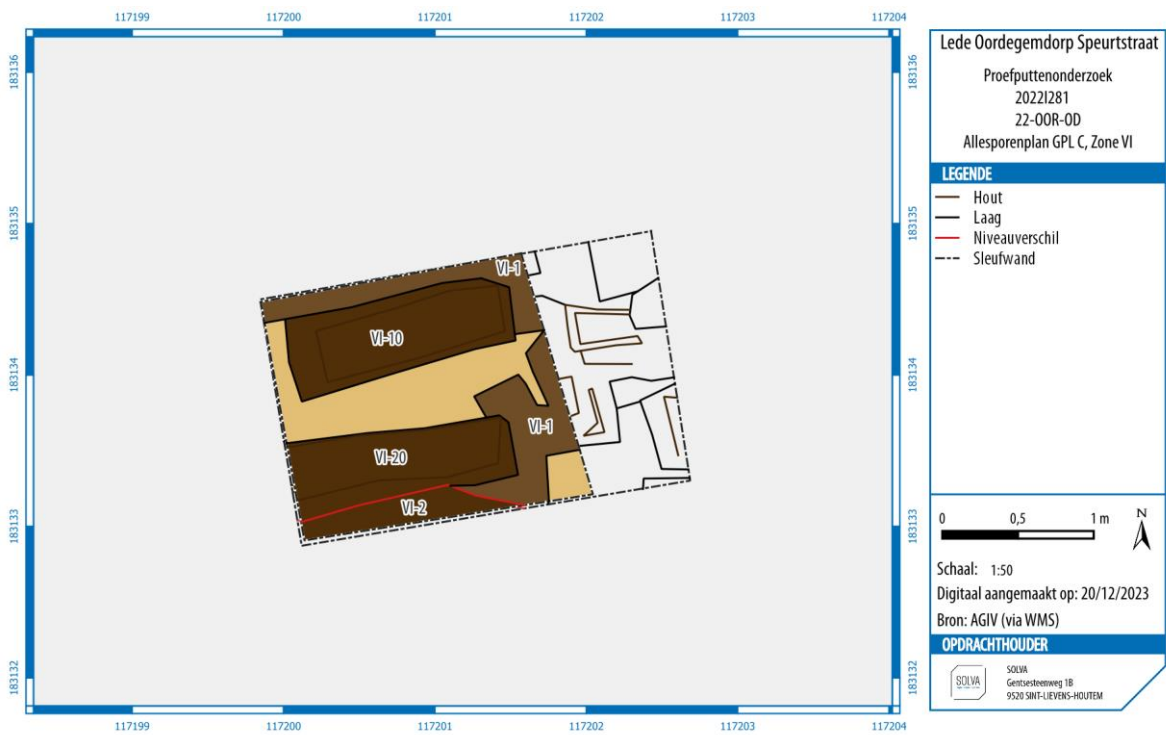 117199 117200 117201 117202 117203 117204
183136
183135
183134
183133
183132
183136
183135
183134
183133
183132
VI-1
VI-10
VI-1
VI-20
VI-2
117199 117200 117201 117202 117203 117204
Lede Oordegemdorp Speurtstraat
Proefputtenonderzoek
2022I281
22-OOR-OD
Allesporenplan GPL C, Zone VI
LEGENDE
Hout
Laag
Niveauverschil
Sleufwand
0 0,5 1 m
N
Schaal: 1:50
Digitaal aangemaakt op: 20/12/2023
Bron: AGIV (via WMS)
OPDRACHTHOUDER
SOLVA
SOLVA
Gentsesteenweg 1B
9520 SINT-LIEVENS-HOUTEM